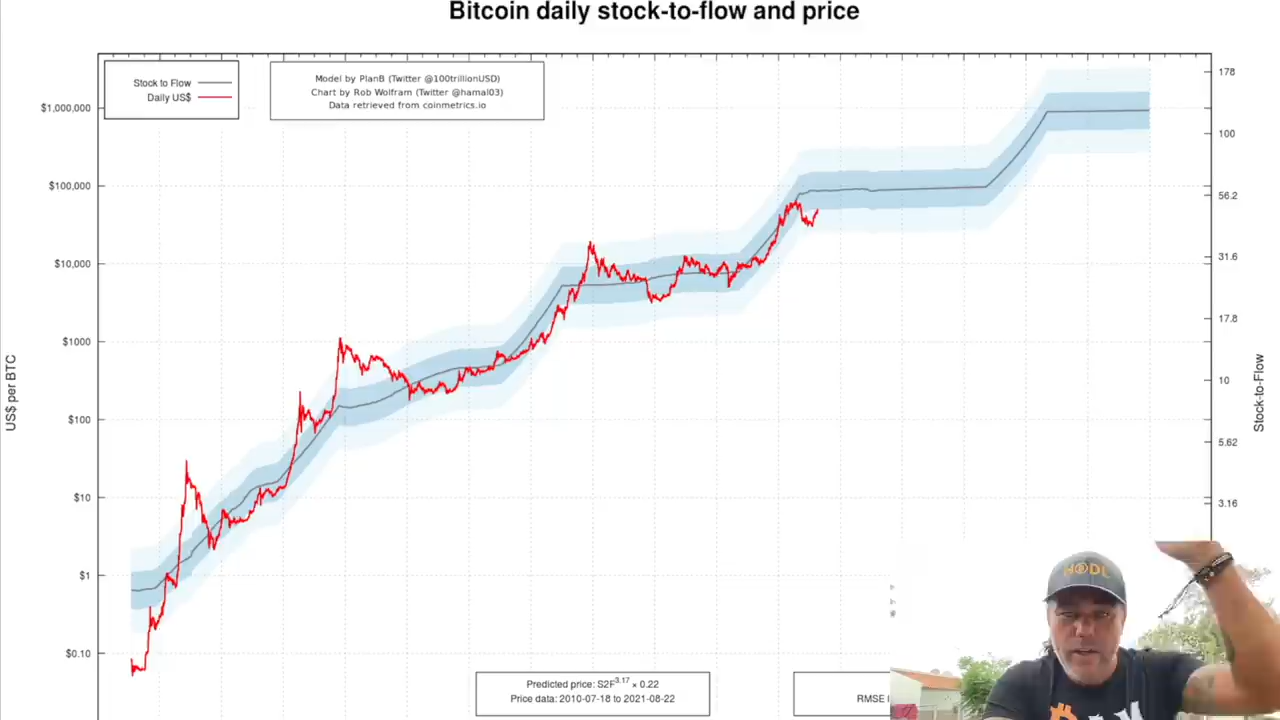 Bitcoin daily stock-to-flow and price
Stock to Flow
Daily US$
Model by PlanB (Twitter @100trillionUSD)
Chart by Rob Wolfram (Twitter @hamal03)
Data retrieved from coinmetrics.io
$1,000,000
$100,000
$10,000
$1000
$100
$10
$1
$0.10
US$ per BTC
178
100
56.2
31.6
17.8
10
5.62
3.16
Stock-to-Flow
Predicted price: S2F^3.17 × 0.22
Price data: 2010-07-18 to 2021-08-22
RMSE
HODL